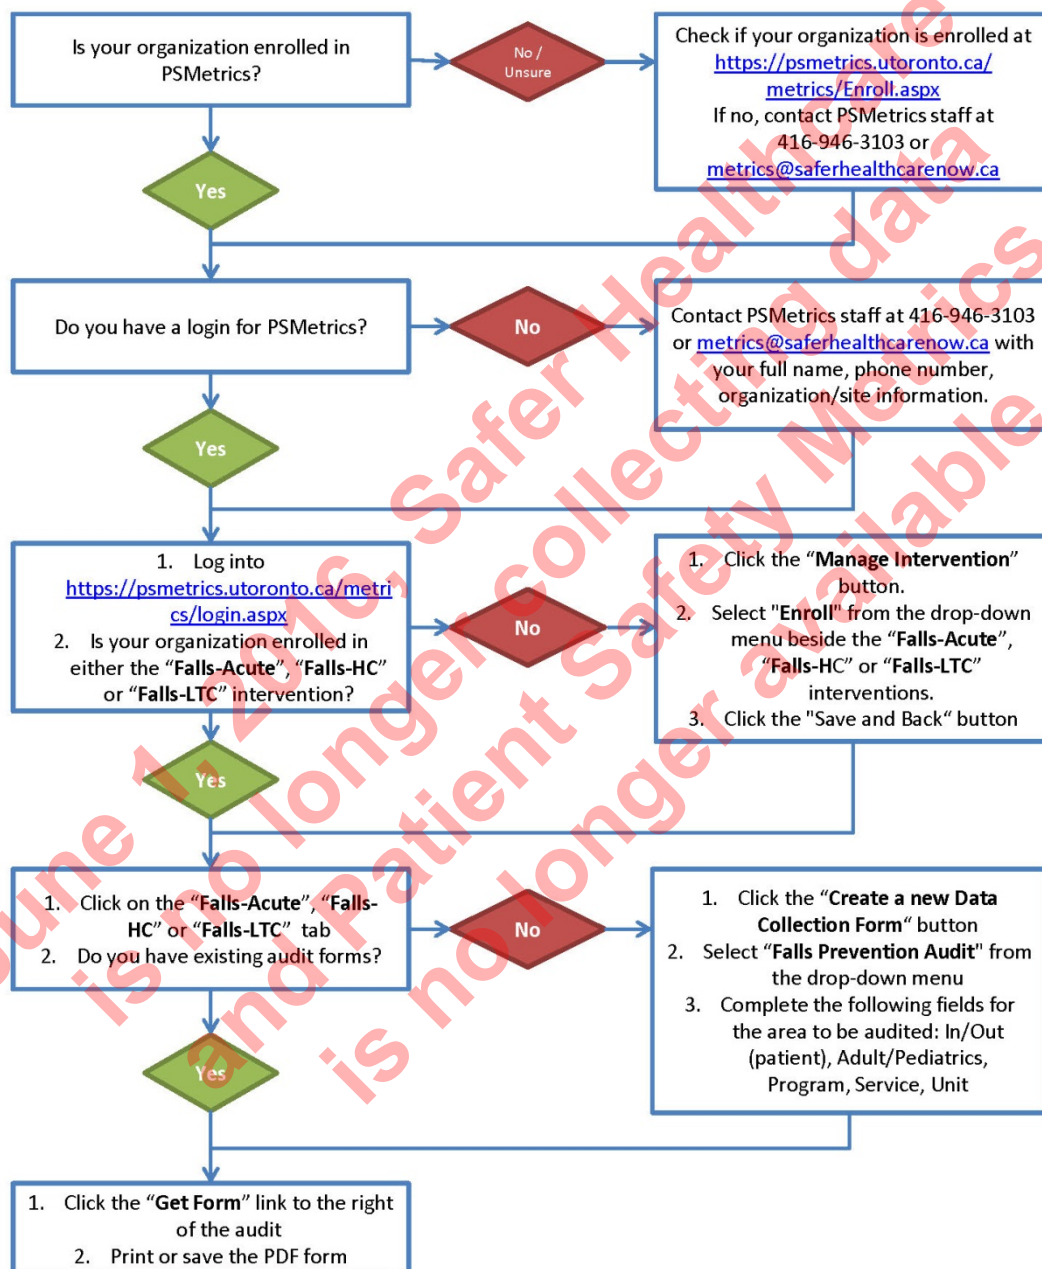 Is your organization enrolled in
PSMetrics?
No /
Unsure
Check if your organization is enrolled at
https://psmetrics.utoronto.ca/
metrics/Enroll.aspx
If no, contact PSMetrics staff at
416-946-3103 or
metrics@saferhealthcarenow.ca
Yes
Do you have a login for PSMetrics?
No
Contact PSMetrics staff at 416-946-3103
or metrics@saferhealthcarenow.ca with
your full name, phone number,
organization/site information.
Yes
1. Log into
https://psmetrics.utoronto.ca/metri
cs/login.aspx
2. Is your organization enrolled in
either the “Falls-Acute”, “Falls-HC”
or “Falls-LTC” intervention?
No
1. Click the “Manage Intervention”
button.
2. Select "Enroll" from the drop-down
menu beside the “Falls-Acute”,
“Falls-HC” or “Falls-LTC”
interventions.
3. Click the "Save and Back“ button
Yes
1. Click on the “Falls-Acute”, “Falls-
HC” or “Falls-LTC” tab
2. Do you have existing audit forms?
No
1. Click the “Create a new Data
Collection Form“ button
2. Select “Falls Prevention Audit" from
the drop-down menu
3. Complete the following fields for
the area to be audited: In/Out
(patient), Adult/Pediatrics,
Program, Service, Unit
Yes
1. Click the “Get Form” link to the right
of the audit
2. Print or save the PDF form
June 1, 2016, Safer Healthcare
is no longer collecting data
and Patient Safety Metrics
is no longer available